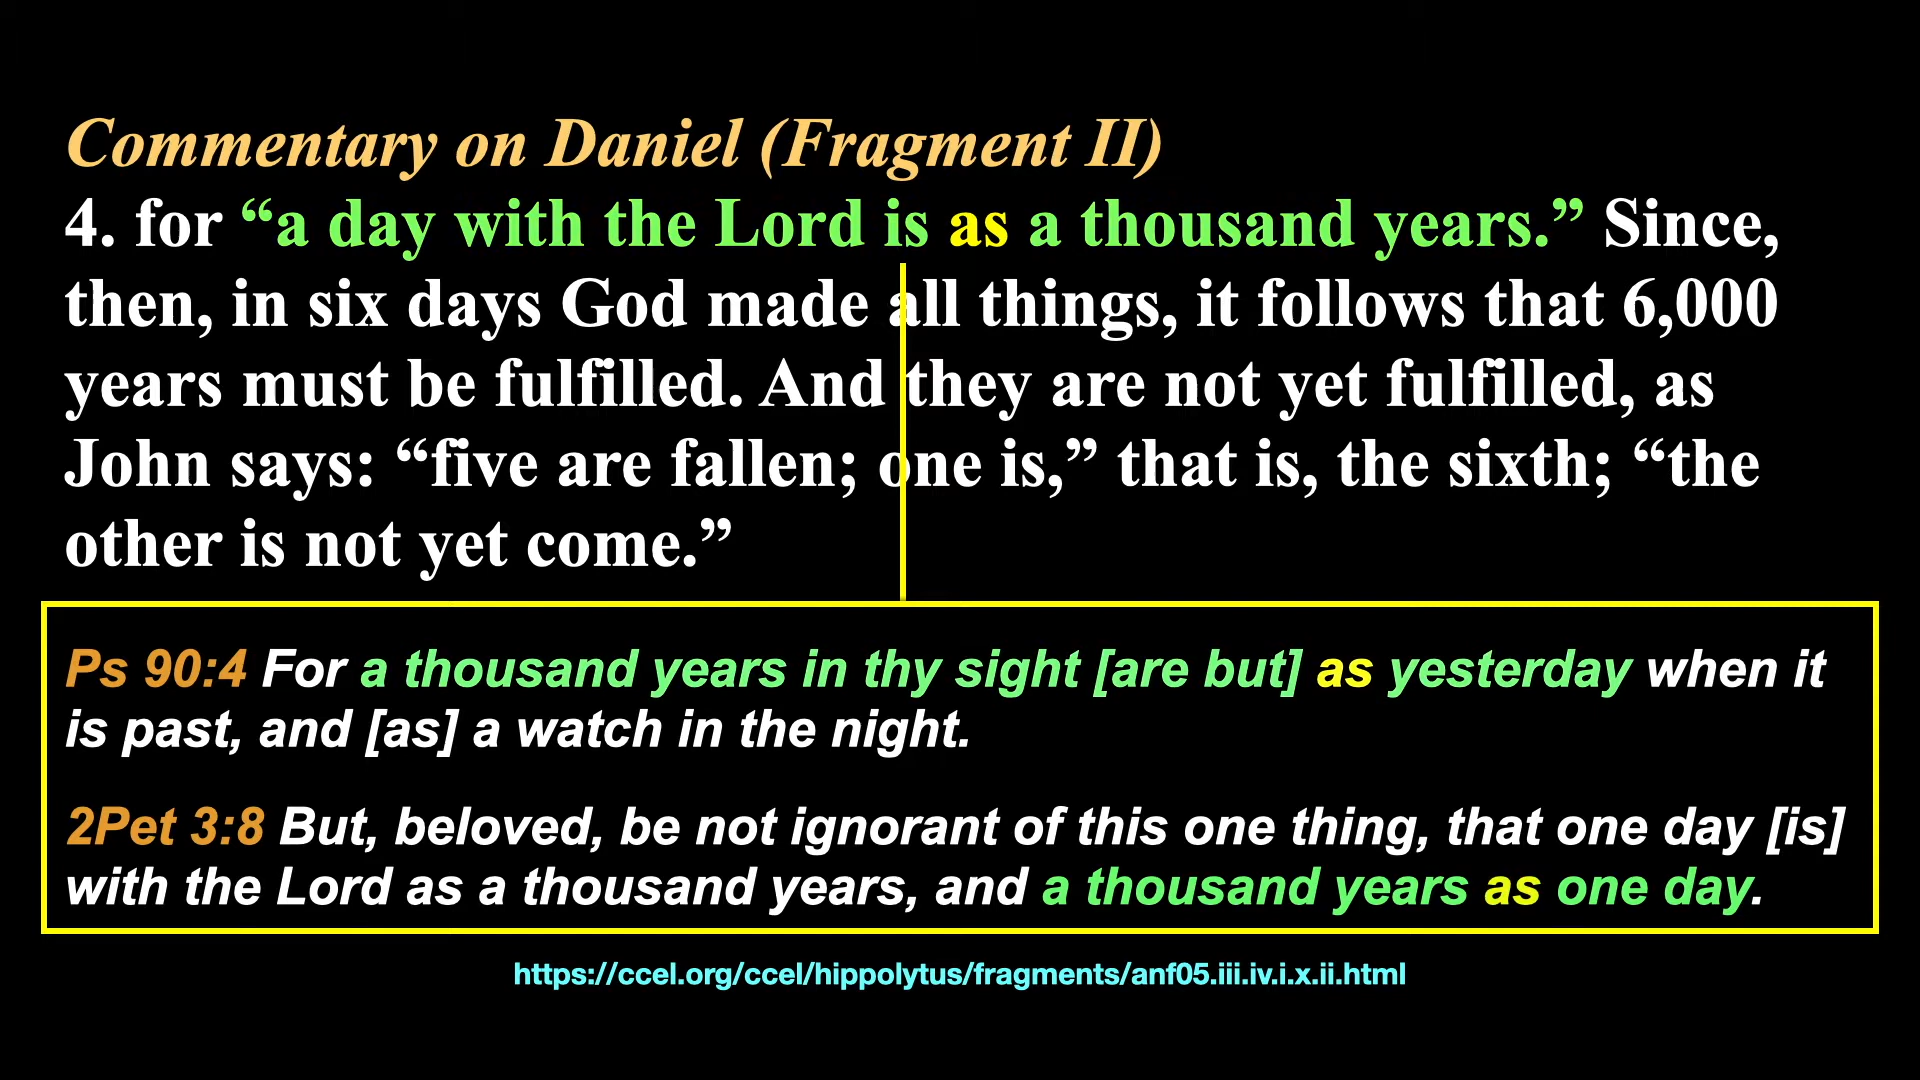 Commentary on Daniel (Fragment II)
4. for “a day with the Lord is as a thousand years.” Since,
then, in six days God made all things, it follows that 6,000
years must be fulfilled. And they are not yet fulfilled, as
John says: “five are fallen; one is,” that is, the sixth; “the
other is not yet come.”
Ps 90:4 For a thousand years in thy sight [are but] as yesterday when it
is past, and [as] a watch in the night.
2Pet 3:8 But, beloved, be not ignorant of this one thing, that one day [is]
with the Lord as a thousand years, and a thousand years as one day.
https://ccel.org/ccel/hippolytus/fragments/anf05.iii.iv.i.x.ii.html